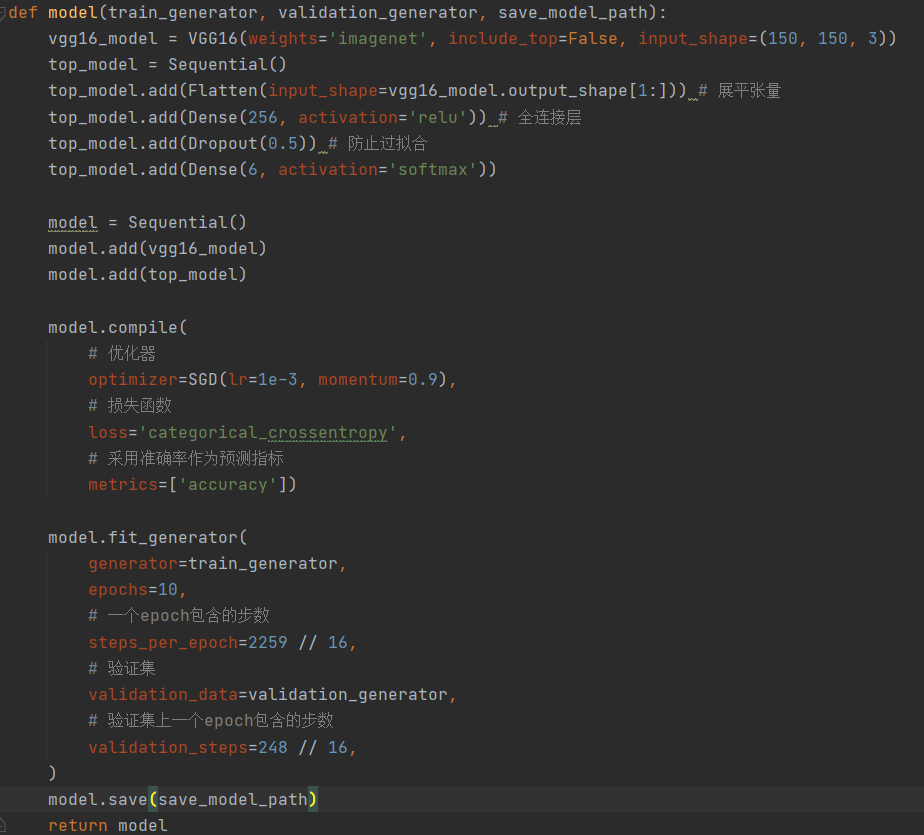 def model(train_generator, validation_generator, save_model_path):
    vgg16_model = VGG16(weights='imagenet', include_top=False, input_shape=(150, 150, 3))
    top_model = Sequential()
    top_model.add(Flatten(input_shape=vgg16_model.output_shape[1:])) # 展平张量
    top_model.add(Dense(256, activation='relu')) # 全连接层
    top_model.add(Dropout(0.5)) # 防止过拟合
    top_model.add(Dense(6, activation='softmax'))

    model = Sequential()
    model.add(vgg16_model)
    model.add(top_model)

    model.compile(
        # 优化器
        optimizer=SGD(lr=1e-3, momentum=0.9),
        # 损失函数
        loss='categorical_crossentropy',
        # 采用准确率作为预测指标
        metrics=['accuracy'])

    model.fit_generator(
        generator=train_generator,
        epochs=10,
        # 一个epoch包含的步数
        steps_per_epoch=2259 // 16,
        # 验证集
        validation_data=validation_generator,
        # 验证集上一个epoch包含的步数
        validation_steps=248 // 16,
    )
    model.save(save_model_path)
    return model